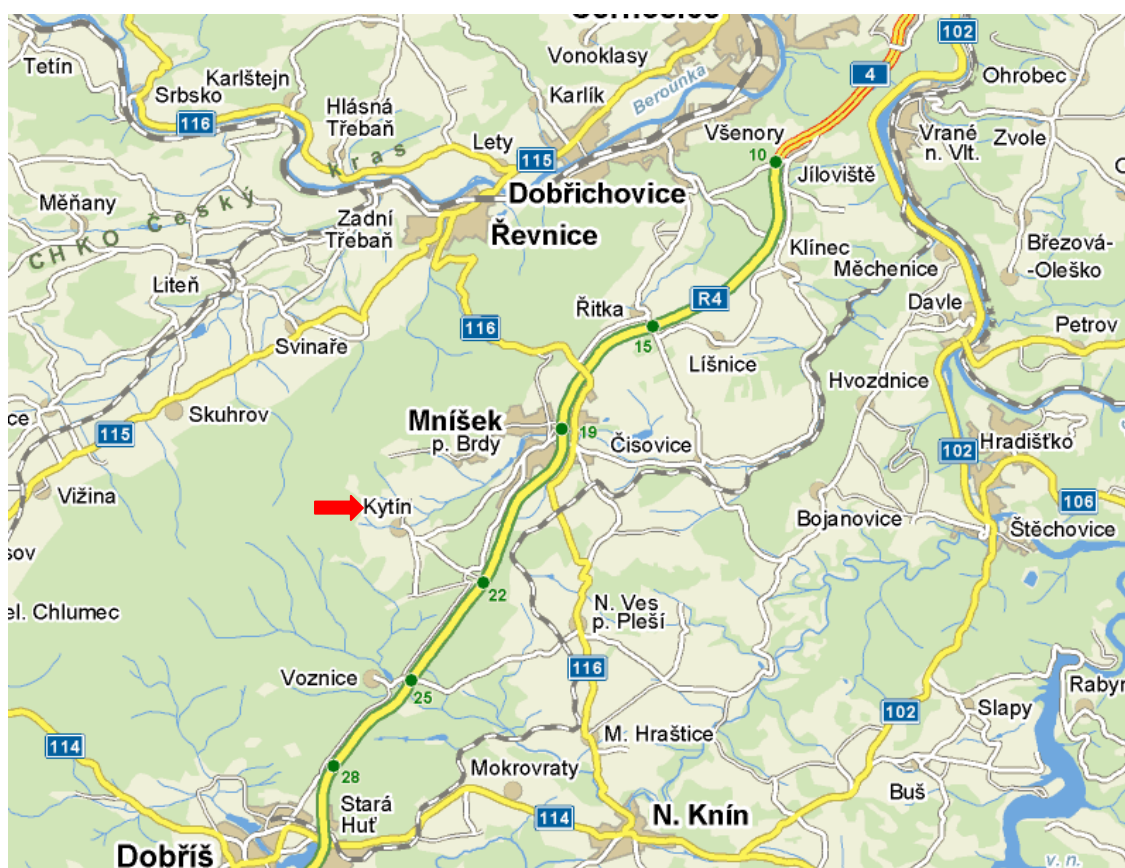 Černošice
102
Vonoklasy
4
Tetín
Karlštejn
Ohrobec
Srbsko
Karlík
Berounka
Hlásná
Třebaň
116
Všenory
Vrané
n. Vlt.
Zvole
Lety
115
10
Jíloviště
CHKO Český kras
Dobřichovice
Měňany
Zadní
Třebaň
Řevnice
Klínec
Březová-
-Oleško
Liteň
Měchenice
Řitka
R4
Davle
116
15
Petrov
Svinaře
Líšnice
Hvozdnice
Skuhrov
Mníšek
p. Brdy
19
Čisovice
115
102
Hradišťko
Vižina
Kytín
106
Bojanovice
Štěchovice
22
N. Ves
p. Pleší
el. Chlumec
Voznice
116
25
Rabyr
102
Slapy
114
M. Hraštice
28
Mokrovraty
Buš
Stará
Huť
114
N. Knín
Dobříš
v. n.